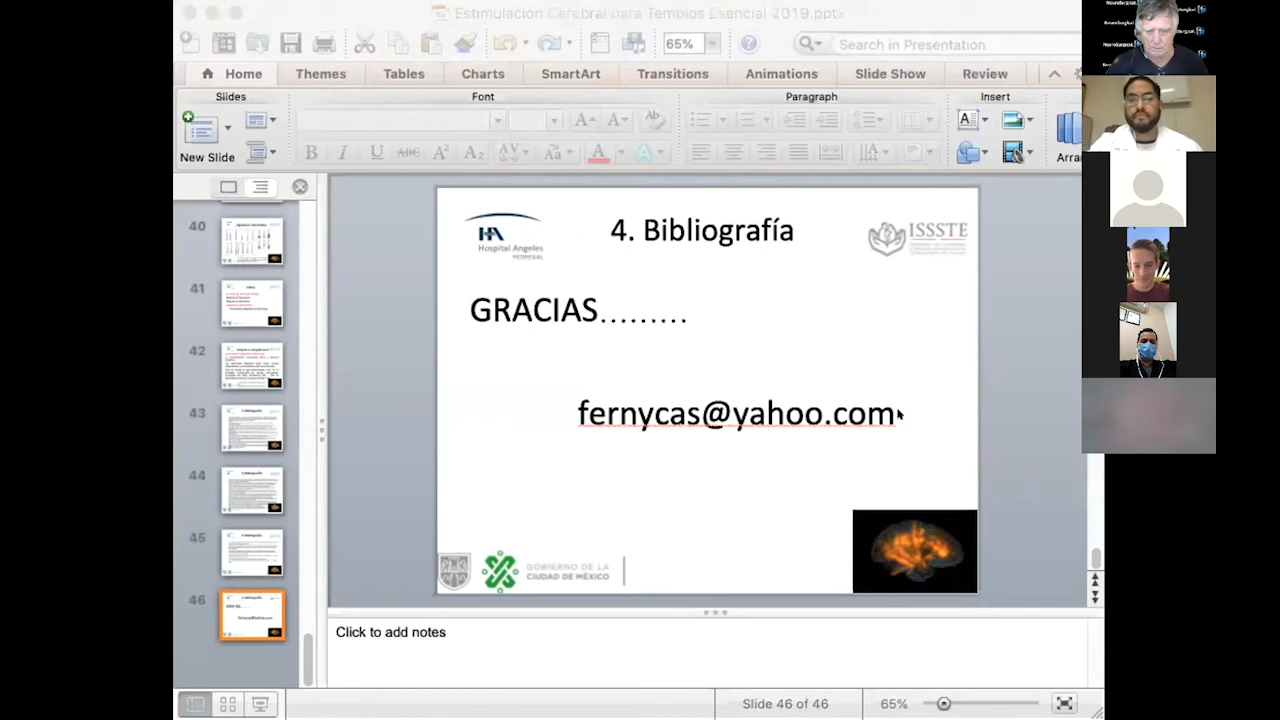 Estimulacion Cerebral para Temblos Esencial 2019.pptx
65%
Search in Presentation
Home
Themes
Tables
Charts
SmartArt
Transitions
Animations
Slide Show
Review
Slides
Font
Paragraph
Insert
New Slide
Arran
40
41
42
43
44
45
46
Hospital Angeles
PEDREGAL
4. Bibliografía
ISSSTE
GRACIAS.........
fernycas@yahoo.com
GOBIERNO DE LA
CIUDAD DE MÉXICO
Click to add notes
Slide 46 of 46
65%